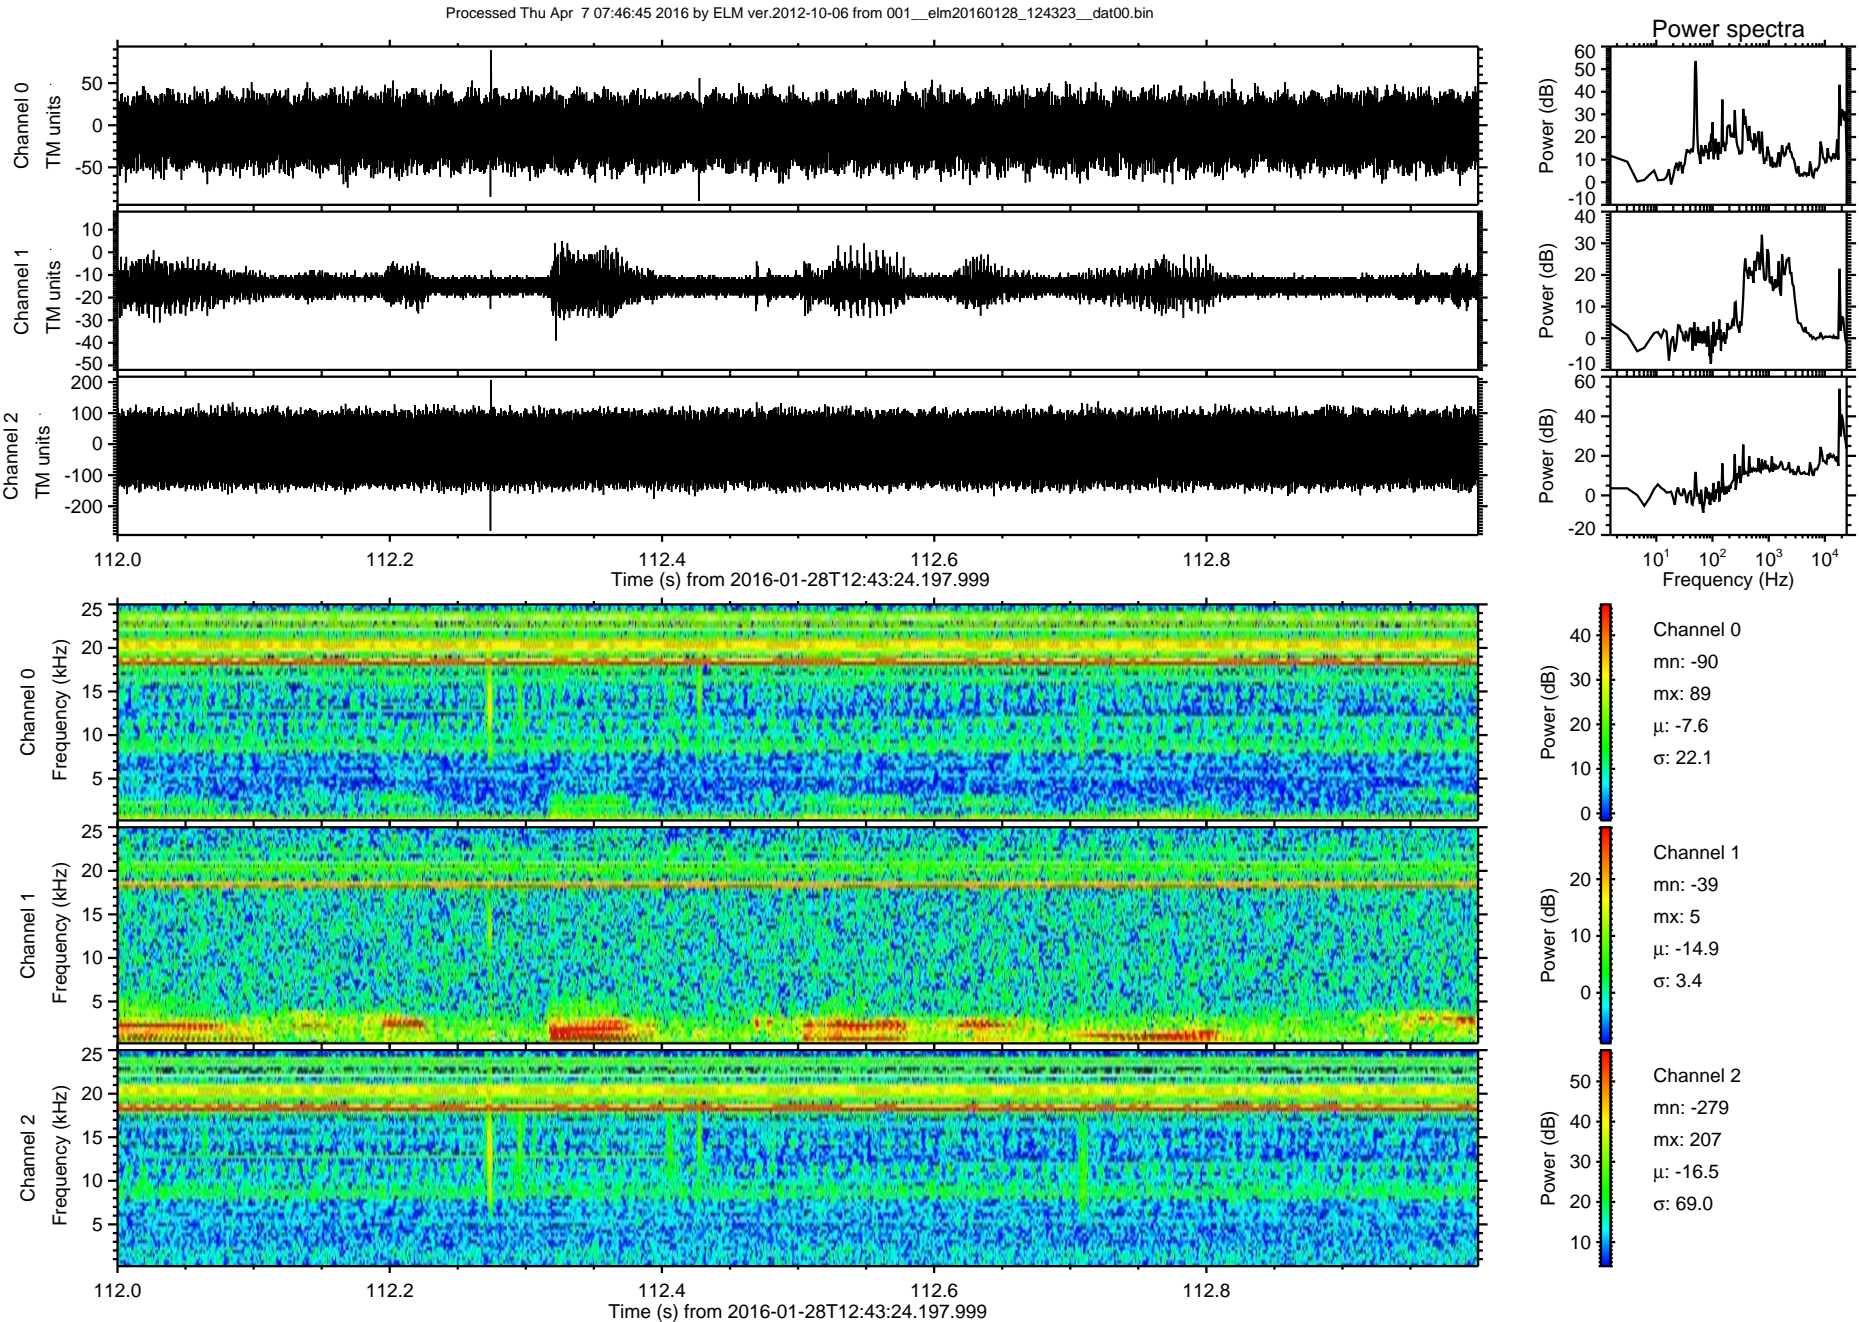 Processed Thu Apr  7 07:46:45 2016 by ELM ver.2012-10-06 from 001__elm20160128_124323__dat00.bin
Power spectra
Channel 0
TM units
50
0
-50
Power (dB)
60
50
40
30
20
10
0
-10
Channel 1
TM units
10
0
-10
-20
-30
-40
-50
Power (dB)
40
30
20
10
0
-10
Channel 2
TM units
200
100
0
-100
-200
Power (dB)
60
40
20
0
-20
112.0 112.2 112.4 112.6 112.8
Time (s) from 2016-01-28T12:43:24.197.999
10^1 10^2 10^3 10^4
Frequency (Hz)
Channel 0
Frequency (kHz)
25
20
15
10
5
Power (dB)
40
30
20
10
0
Channel 0
mn: -90
mx: 89
μ: -7.6
σ: 22.1
Channel 1
Frequency (kHz)
25
20
15
10
5
Power (dB)
20
10
0
Channel 1
mn: -39
mx: 5
μ: -14.9
σ: 3.4
Channel 2
Frequency (kHz)
25
20
15
10
5
Power (dB)
50
40
30
20
10
Channel 2
mn: -279
mx: 207
μ: -16.5
σ: 69.0
112.0 112.2 112.4 112.6 112.8
Time (s) from 2016-01-28T12:43:24.197.999